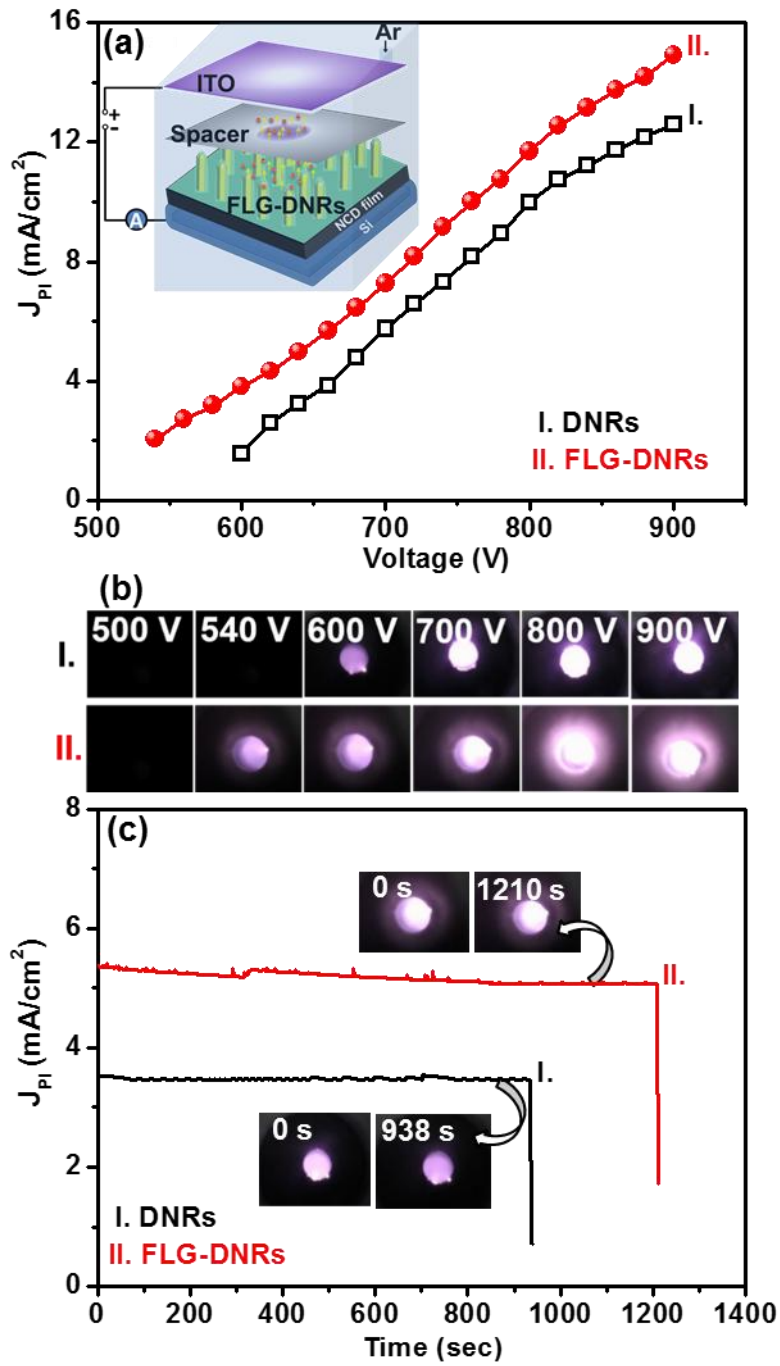 (a)
Ar
ITO
+
-
Spacer
FLG-DNRs
NCD film
Si
A
II.
I.
J_PI (mA/cm²)
16
12
8
4
0
I. DNRs
II. FLG-DNRs
500 600 700 800 900
Voltage (V)
(b)
500 V 540 V 600 V 700 V 800 V 900 V
I.
II.
(c)
8
6
4
2
0
J_PI (mA/cm²)
0 s 1210 s
II.
I.
0 s 938 s
I. DNRs
II. FLG-DNRs
0 200 400 600 800 1000 1200 1400
Time (sec)